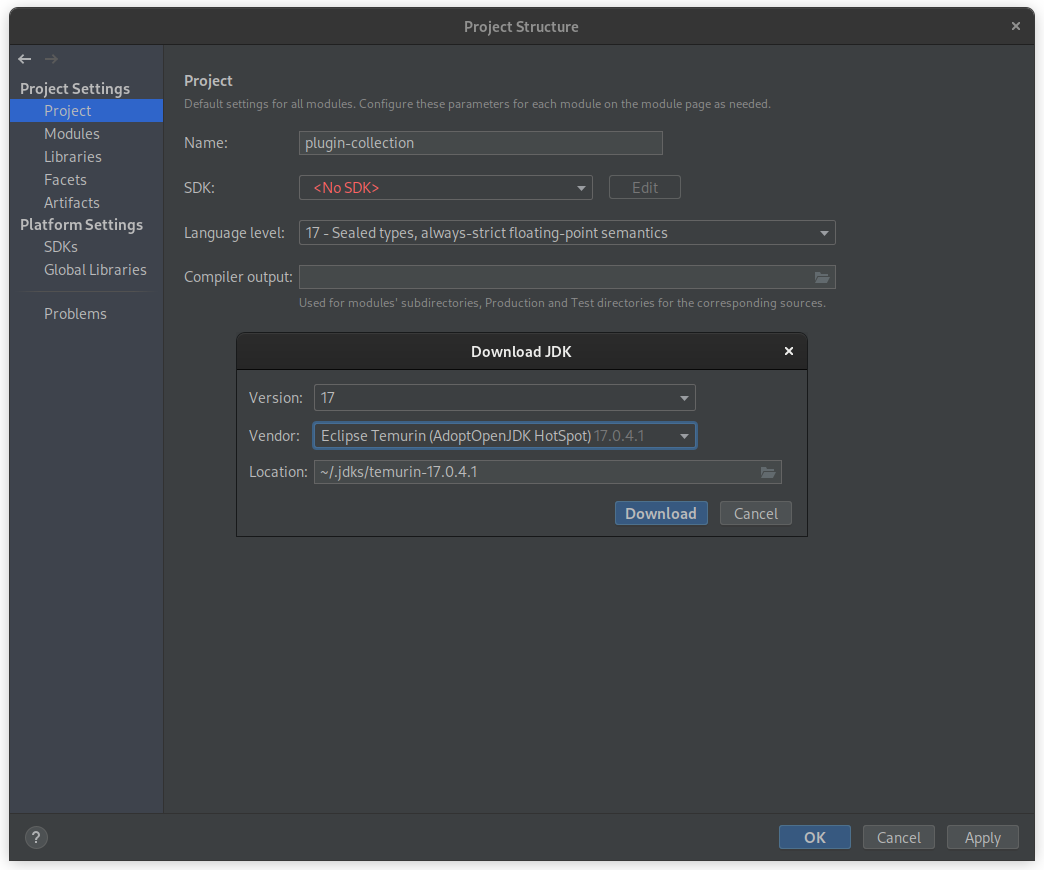 Project Structure
Project Settings
Project
Modules
Libraries
Facets
Artifacts
Platform Settings
SDKs
Global Libraries
Problems
Project
Default settings for all modules. Configure these parameters for each module on the module page as needed.
Name: plugin-collection
SDK: <No SDK> Edit
Language level: 17 - Sealed types, always-strict floating-point semantics
Compiler output:
Used for modules' subdirectories, Production and Test directories for the corresponding sources.
Download JDK
Version: 17
Vendor: Eclipse Temurin (AdoptOpenJDK HotSpot) 17.0.4.1
Location: ~/.jdks/temurin-17.0.4.1
Download Cancel
? OK Cancel Apply